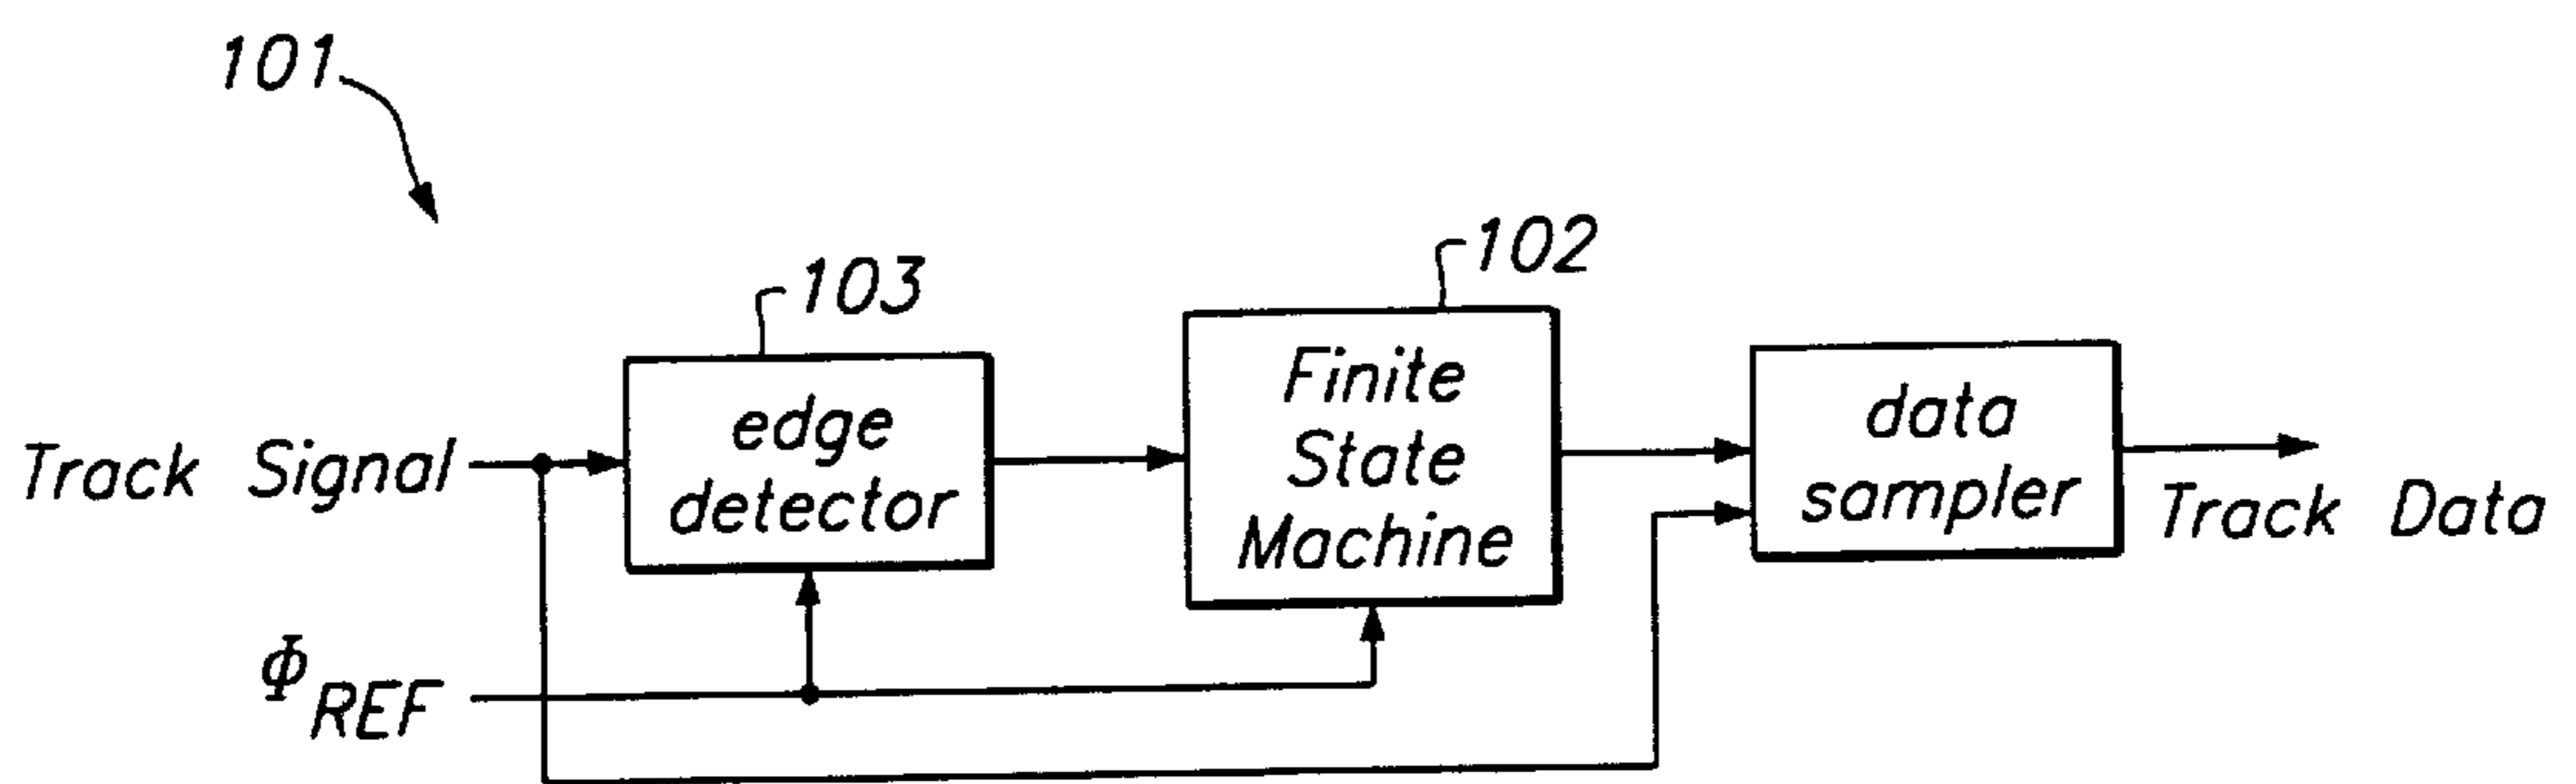 101
103
102
edge
detector
Finite
State
Machine
data
sampler
Track Signal
Track Data
Φ REF